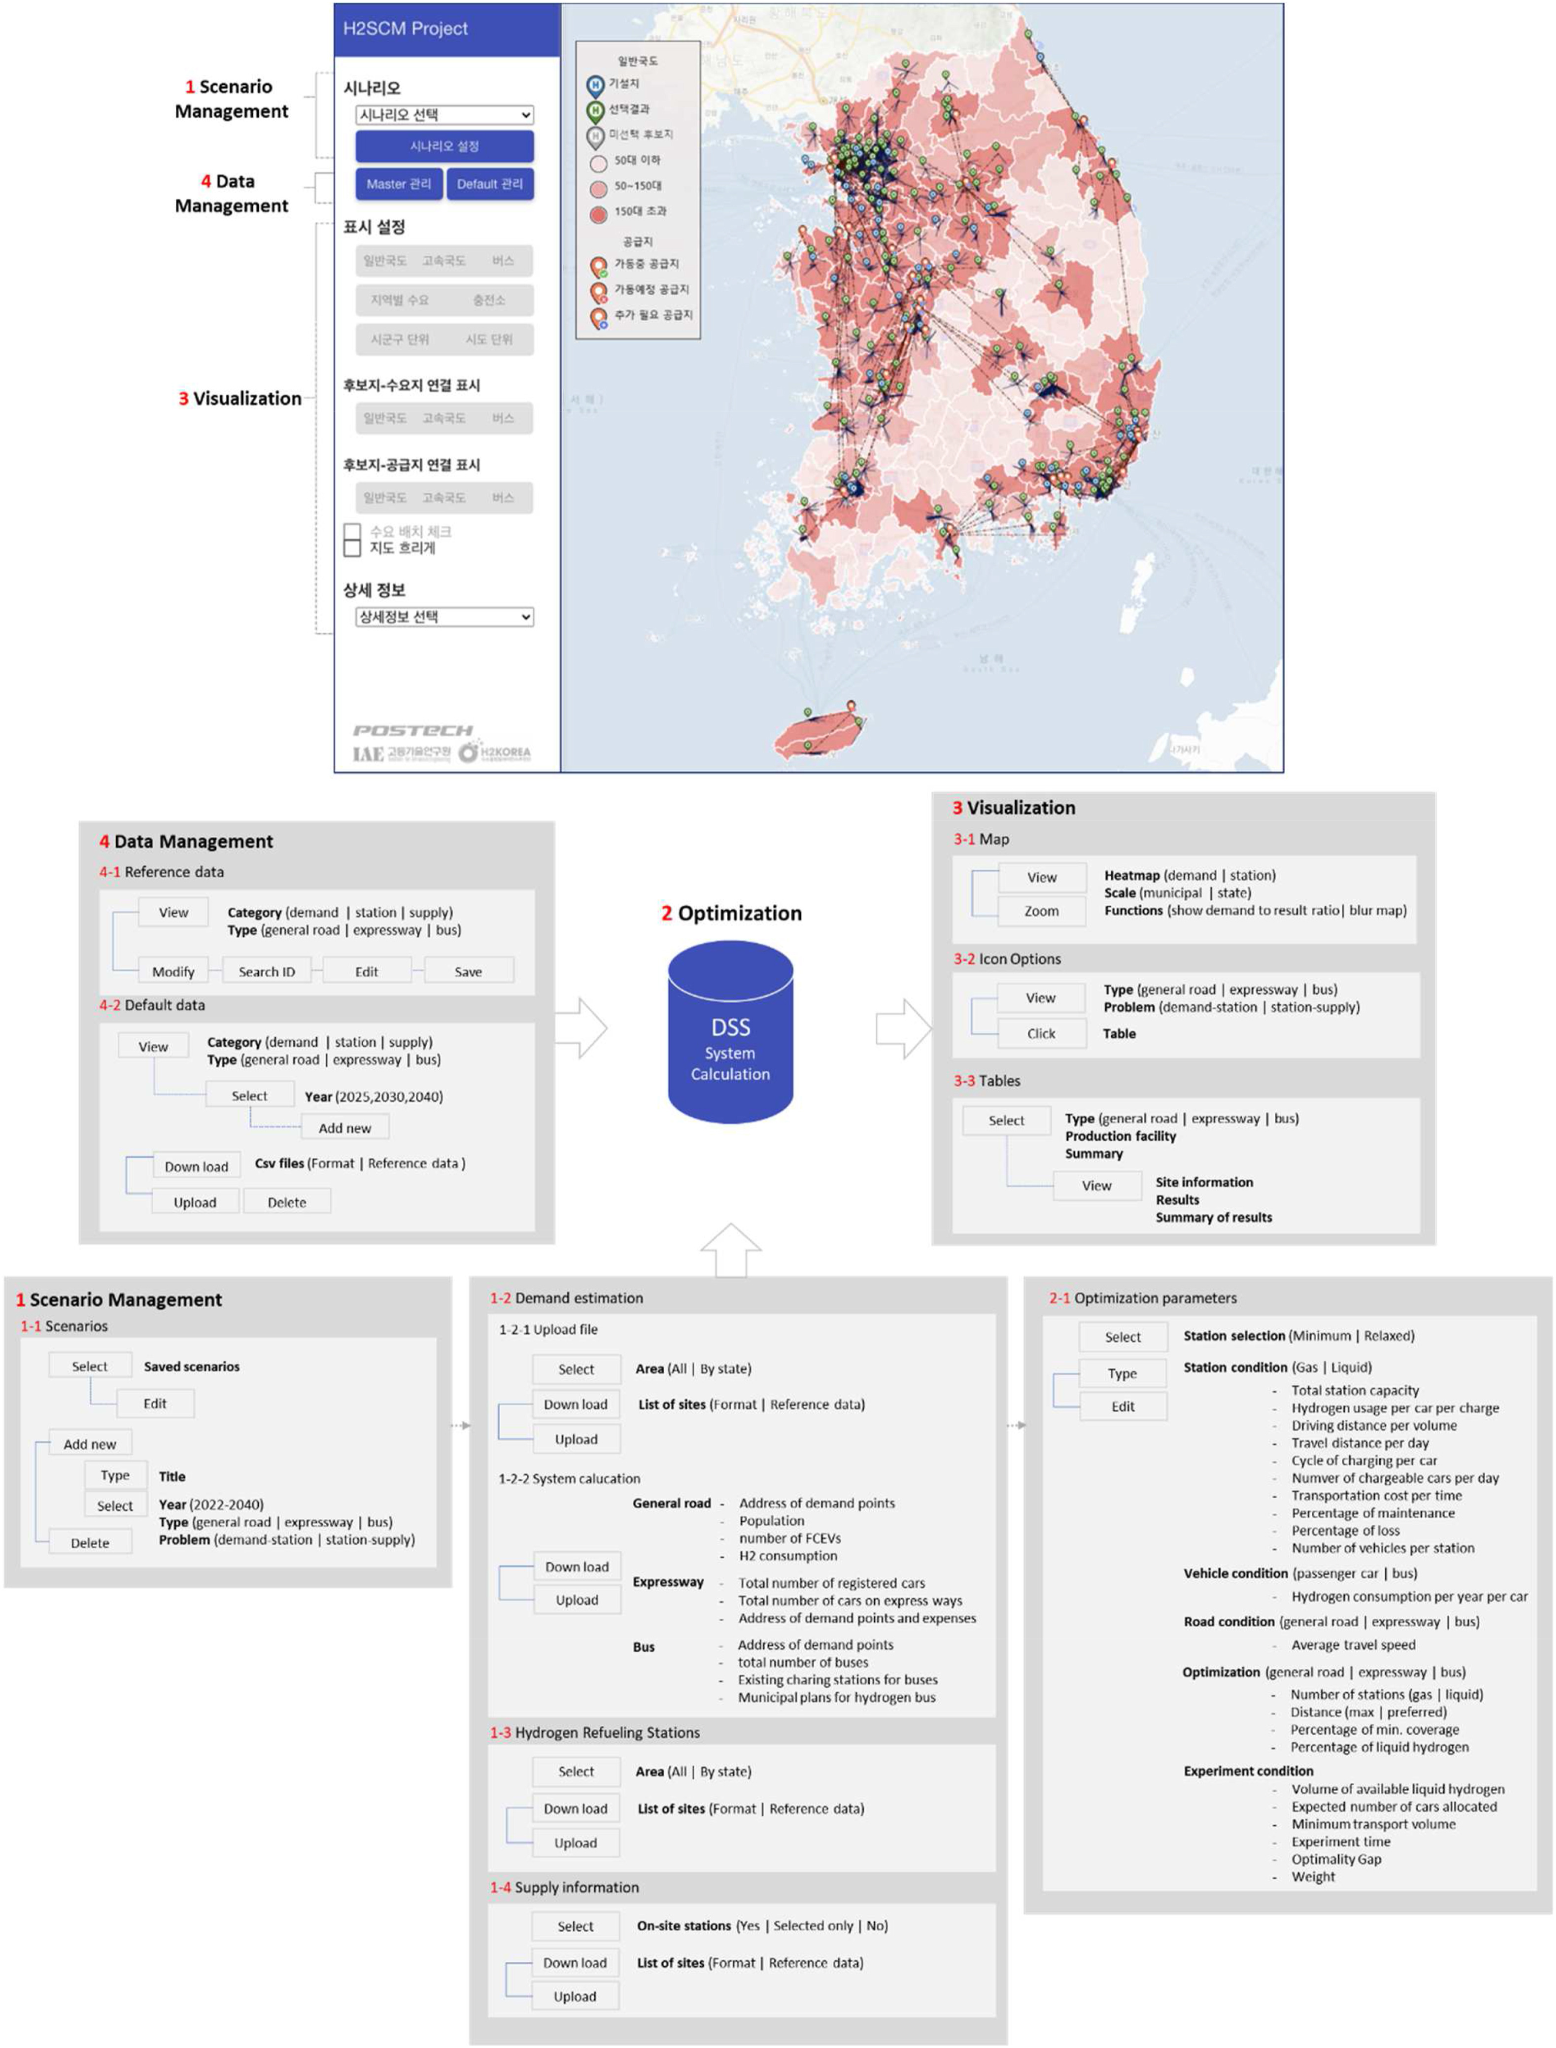 H2SCM Project
1 Scenario
Management
4 Data
Management
3 Visualization
시나리오
시나리오 선택
시나리오 설정
Master 관리 Default 관리
표시 설정
일반국도 고속국도 버스
지역별 수요 충전소
시군구 단위 시도 단위
후보지-수요지 연결 표시
일반국도 고속국도 버스
후보지-공급지 연결 표시
일반국도 고속국도 버스
수요 배치 체크
지도 흐리게
상세 정보
상세정보 선택
POSTECH
IAE 고등기술연구원 H2KOREA
일반국도
기설치
선택결과
미선택 후보지
50대 이하
50~150대
150대 초과
공급지
가동중 공급지
가동예정 공급지
추가 필요 공급지
남해
4 Data Management
4-1 Reference data
View
Category (demand | station | supply)
Type (general road | expressway | bus)
Modify Search ID Edit Save
4-2 Default data
View
Category (demand | station | supply)
Type (general road | expressway | bus)
Select Year (2025,2030,2040)
Add new
Down load Csv files (Format | Reference data )
Upload Delete
2 Optimization
DSS
System
Calculation
3 Visualization
3-1 Map
View
Zoom
Heatmap (demand | station)
Scale (municipal | state)
Functions (show demand to result ratio| blur map)
3-2 Icon Options
View
Type (general road | expressway | bus)
Problem (demand-station | station-supply)
Click Table
3-3 Tables
Select
Type (general road | expressway | bus)
Production facility
Summary
View
Site information
Results
Summary of results
1 Scenario Management
1-1 Scenarios
Select Saved scenarios
Edit
Add new
Type Title
Select Year (2022-2040)
Type (general road | expressway | bus)
Delete Problem (demand-station | station-supply)
1-2 Demand estimation
1-2-1 Upload file
Select Area (All | By state)
Down load List of sites (Format | Reference data)
Upload
1-2-2 System calucation
General road - Address of demand points
- Population
- number of FCEVs
- H2 consumption
Down load
Upload
Expressway - Total number of registered cars
- Total number of cars on express ways
- Address of demand points and expenses
Bus - Address of demand points
- total number of buses
- Existing charing stations for buses
- Municipal plans for hydrogen bus
1-3 Hydrogen Refueling Stations
Select Area (All | By state)
Down load List of sites (Format | Reference data)
Upload
1-4 Supply information
Select On-site stations (Yes | Selected only | No)
Down load List of sites (Format | Reference data)
Upload
2-1 Optimization parameters
Select Station selection (Minimum | Relaxed)
Type Station condition (Gas | Liquid)
Edit
- Total station capacity
- Hydrogen usage per car per charge
- Driving distance per volume
- Travel distance per day
- Cycle of charging per car
- Numver of chargeable cars per day
- Transportation cost per time
- Percentage of maintenance
- Percentage of loss
- Number of vehicles per station
Vehicle condition (passenger car | bus)
- Hydrogen consumption per year per car
Road condition (general road | expressway | bus)
- Average travel speed
Optimization (general road | expressway | bus)
- Number of stations (gas | liquid)
- Distance (max | preferred)
- Percentage of min. coverage
- Percentage of liquid hydrogen
Experiment condition
- Volume of available liquid hydrogen
- Expected number of cars allocated
- Minimum transport volume
- Experiment time
- Optimality Gap
- Weight